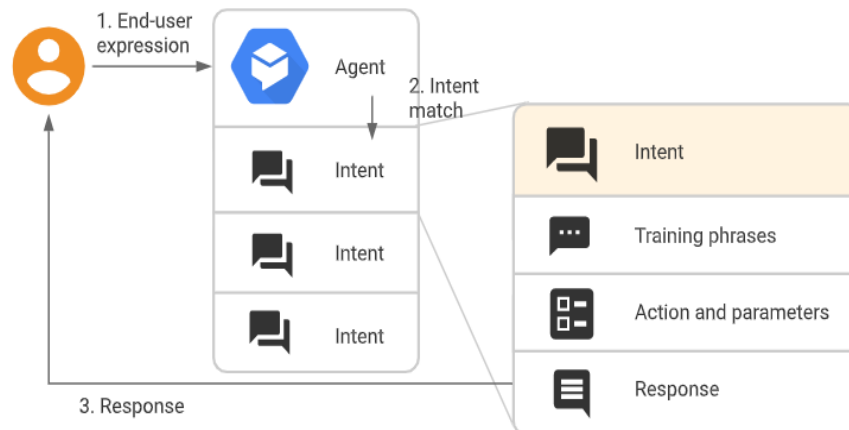 1. End-user
expression
Agent
2. Intent
match
Intent
Intent
Intent
Intent
Training phrases
Action and parameters
Response
3. Response